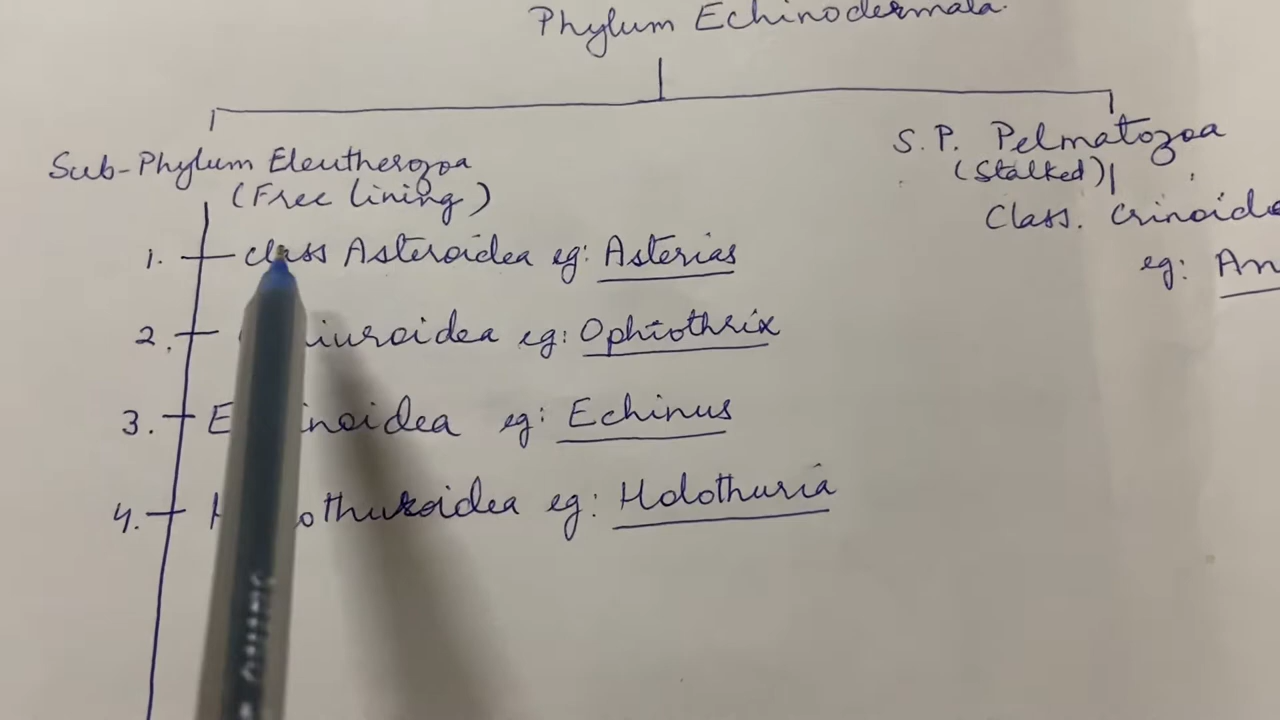 Phylum Echinodermata.
Sub-Phylum Eleutherozoa
(Free lining)
S.P. Pelmatozoa
(Stalked)
Class. Crinoide
eg: An
1. class Asteroidea eg: Asterias
2. iuroidea eg: Ophiothrix
3. E inoidea eg: Echinus
4. H othuroidea eg: Holothuria